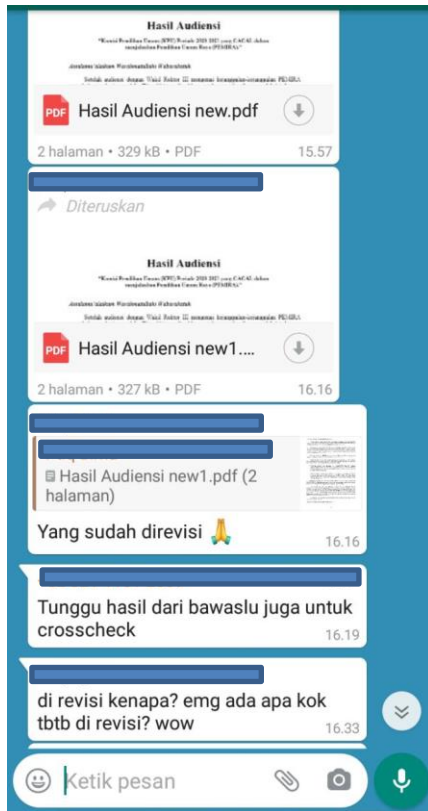 Hasil Audiensi
Hasil Audiensi new.pdf
PDF
2 halaman • 329 kB • PDF
15.57
Diteruskan
Hasil Audiensi
PDF
Hasil Audiensi new1....
2 halaman • 327 kB • PDF
16.16
Hasil Audiensi new1.pdf (2
halaman)
Yang sudah direvisi 🙏
16.16
Tunggu hasil dari bawaslu juga untuk
crosscheck
16.19
di revisi kenapa? emg ada apa kok
tbtb di revisi? wow
16.33
Ketik pesan